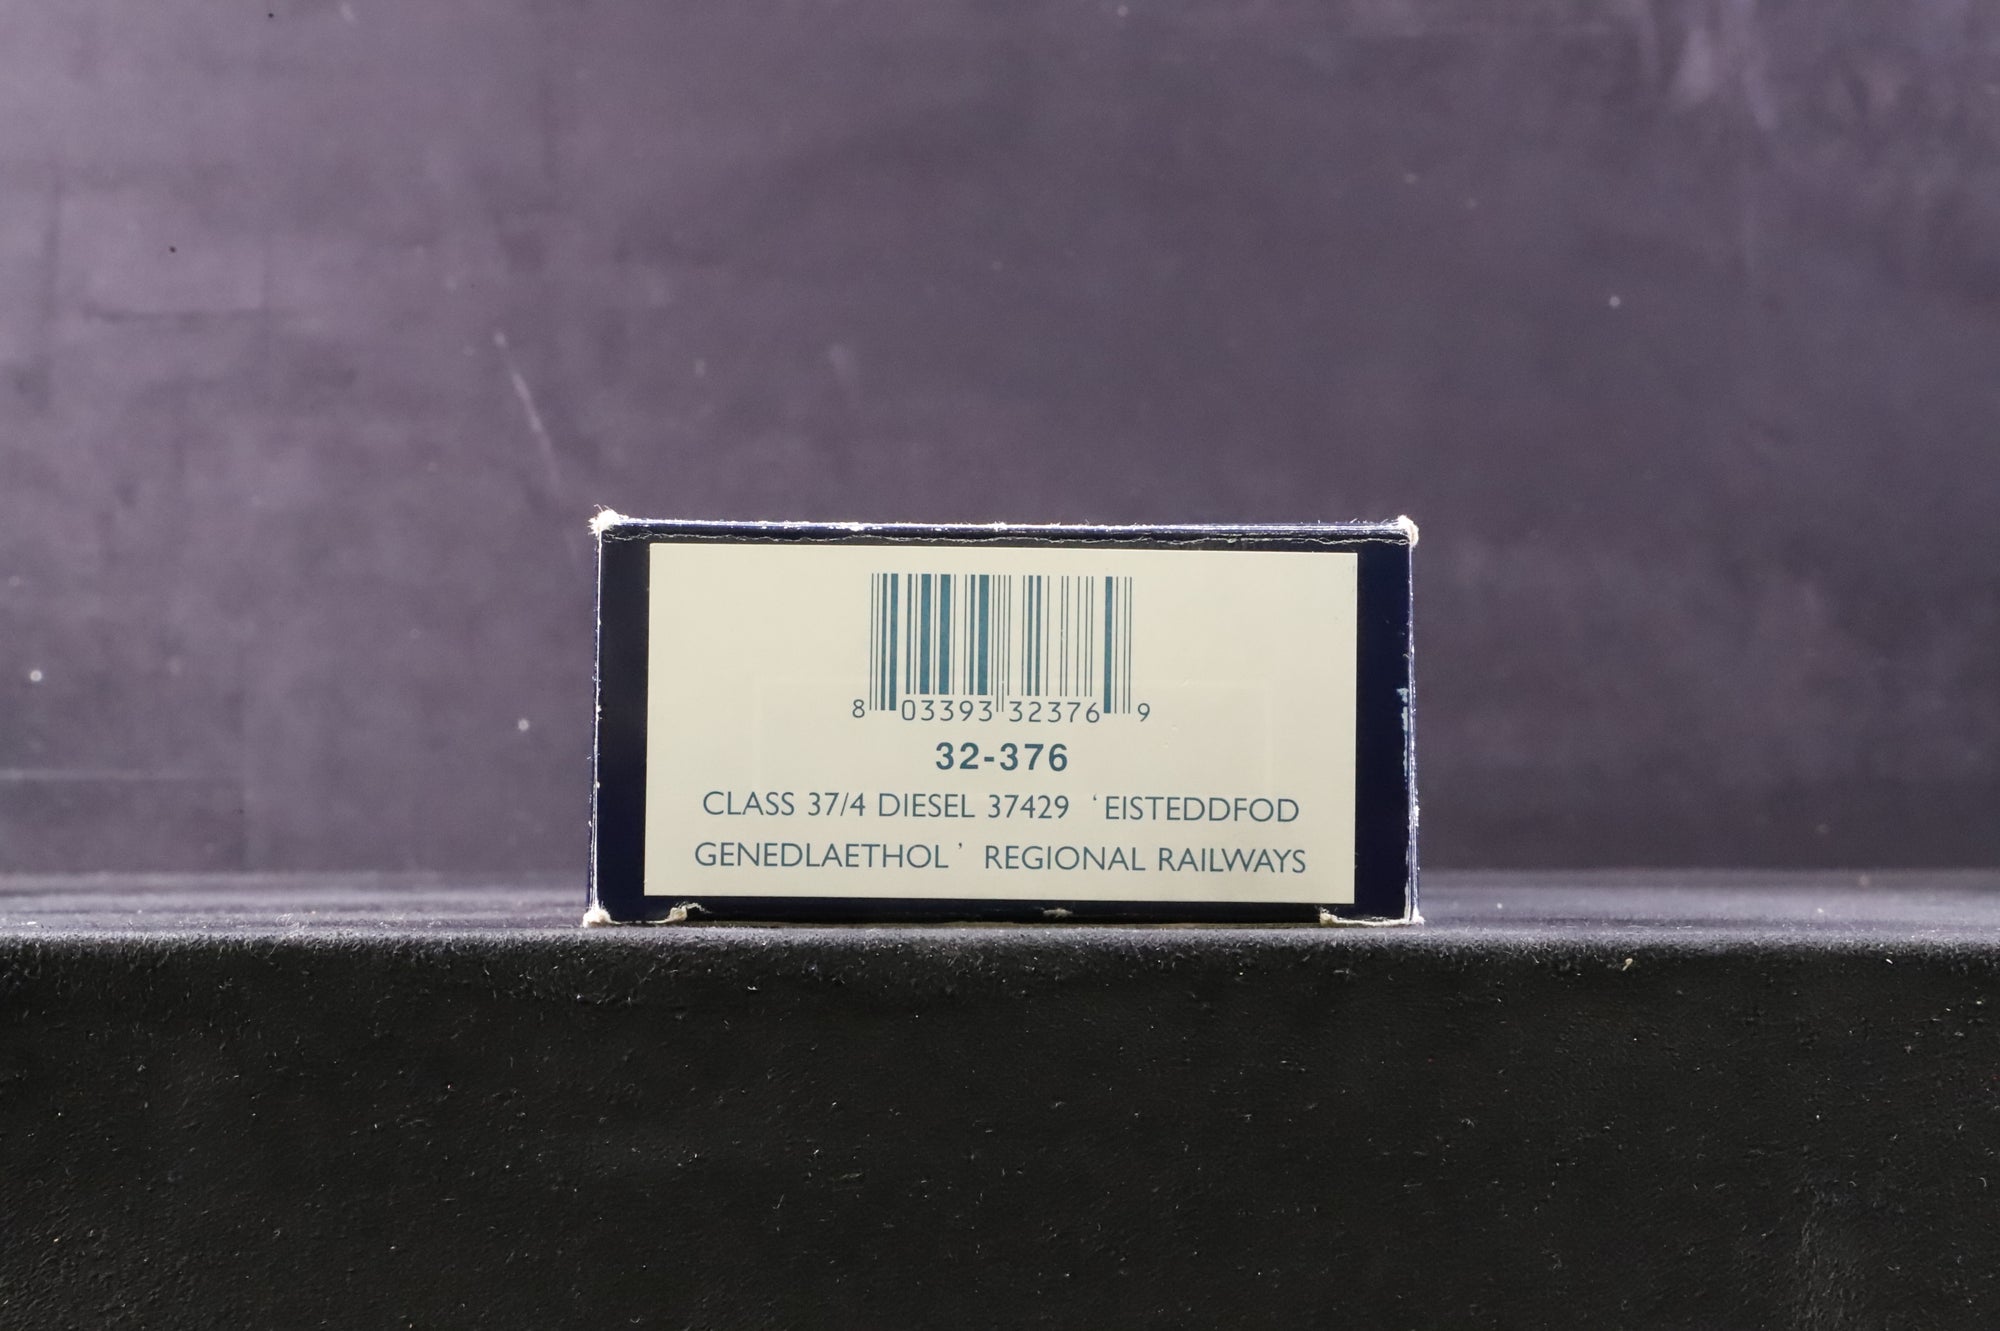 8 03393 32376 9
32-376
CLASS 37/4 DIESEL 37429 ‘EISTEDDFOD
GENEDLAETHOL’ REGIONAL RAILWAYS